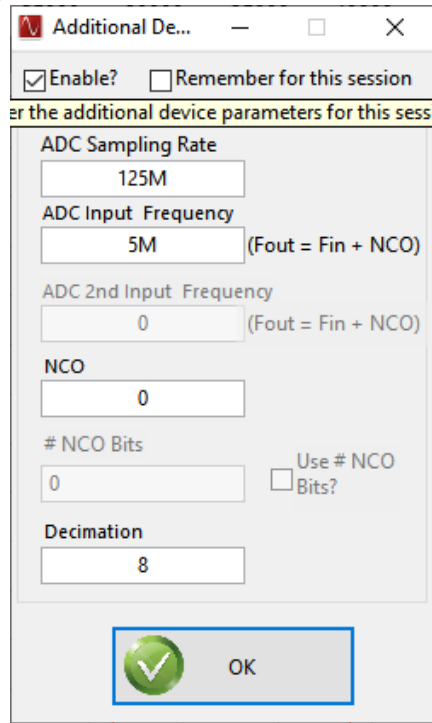 Additional De...
Enable? Remember for this session
er the additional device parameters for this sess
ADC Sampling Rate
125M
ADC Input Frequency
5M (Fout = Fin + NCO)
ADC 2nd Input Frequency
0 (Fout = Fin + NCO)
NCO
0
# NCO Bits
0
Use # NCO
Bits?
Decimation
8
OK